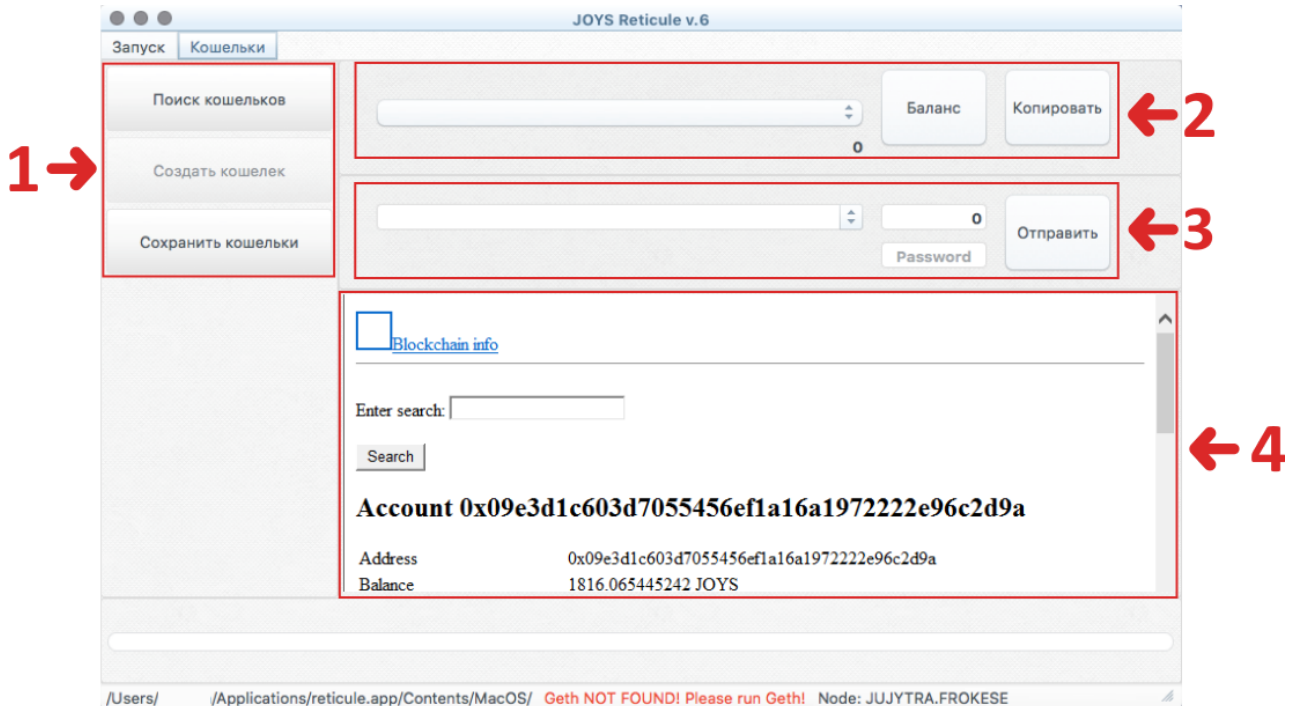 JOYS Reticule v.6
Запуск Кошельки
Поиск кошельков
Создать кошелек
Сохранить кошельки
1
Баланс
Копировать
0
2
0
Password
Отправить
3
Blockchain info
Enter search:
Search
Account 0x09e3d1c603d7055456ef1a16a1972222e96c2d9a
Address 0x09e3d1c603d7055456ef1a16a1972222e96c2d9a
Balance 1816.065445242 JOYS
4
/Users/ /Applications/reticule.app/Contents/MacOS/ Geth NOT FOUND! Please run Geth! Node: JUJYTRA.FROKESE